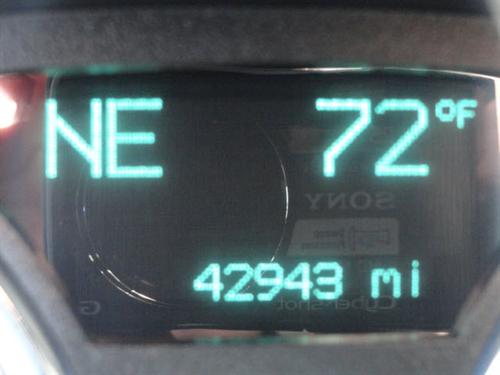 NE 72°F
SONY
42943 mi
Cyber-shot
G